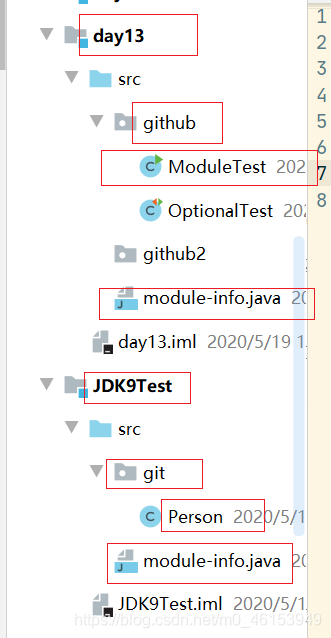 1
2
3
4
5
6
7
8
day13
src
github
ModuleTest 202
OptionalTest 202
github2
module-info.java 20
day13.iml 2020/5/19 1
JDK9Test
src
git
Person 2020/5/1
module-info.java
JDK9Test.iml 2020/5/1
https://blog.csdn.net/m0_46153949